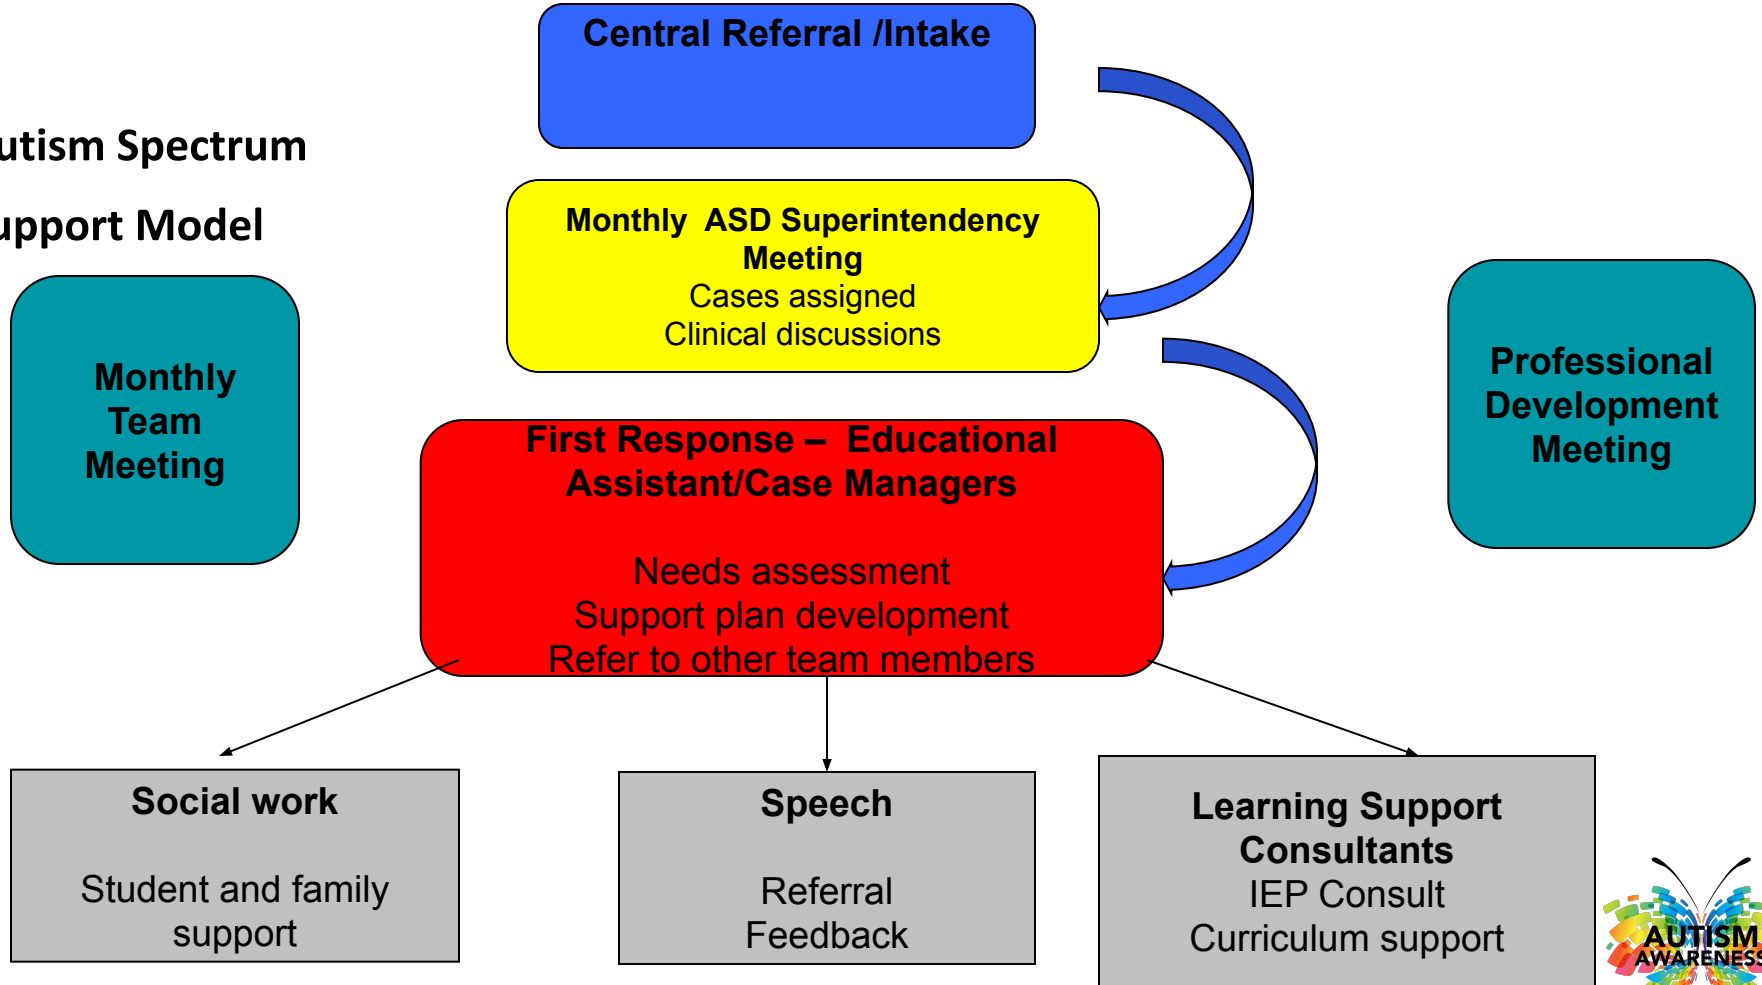 Central Referral /Intake
utism Spectrum
upport Model
Monthly ASD Superintendency
Meeting
Cases assigned
Clinical discussions
Monthly
Team
Meeting
Professional
Development
Meeting
First Response – Educational
Assistant/Case Managers
Needs assessment
Support plan development
Refer to other team members
Social work
Student and family
support
Speech
Referral
Feedback
Learning Support
Consultants
IEP Consult
Curriculum support
AUTISM
AWARENESS